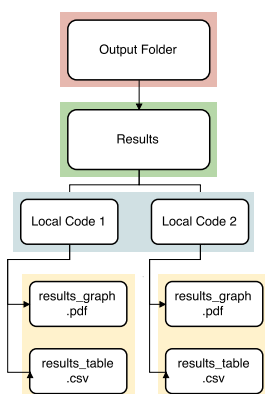 Output Folder
Results
Local Code 1
Local Code 2
results_graph
.pdf
results_graph
.pdf
results_table
.csv
results_table
.csv